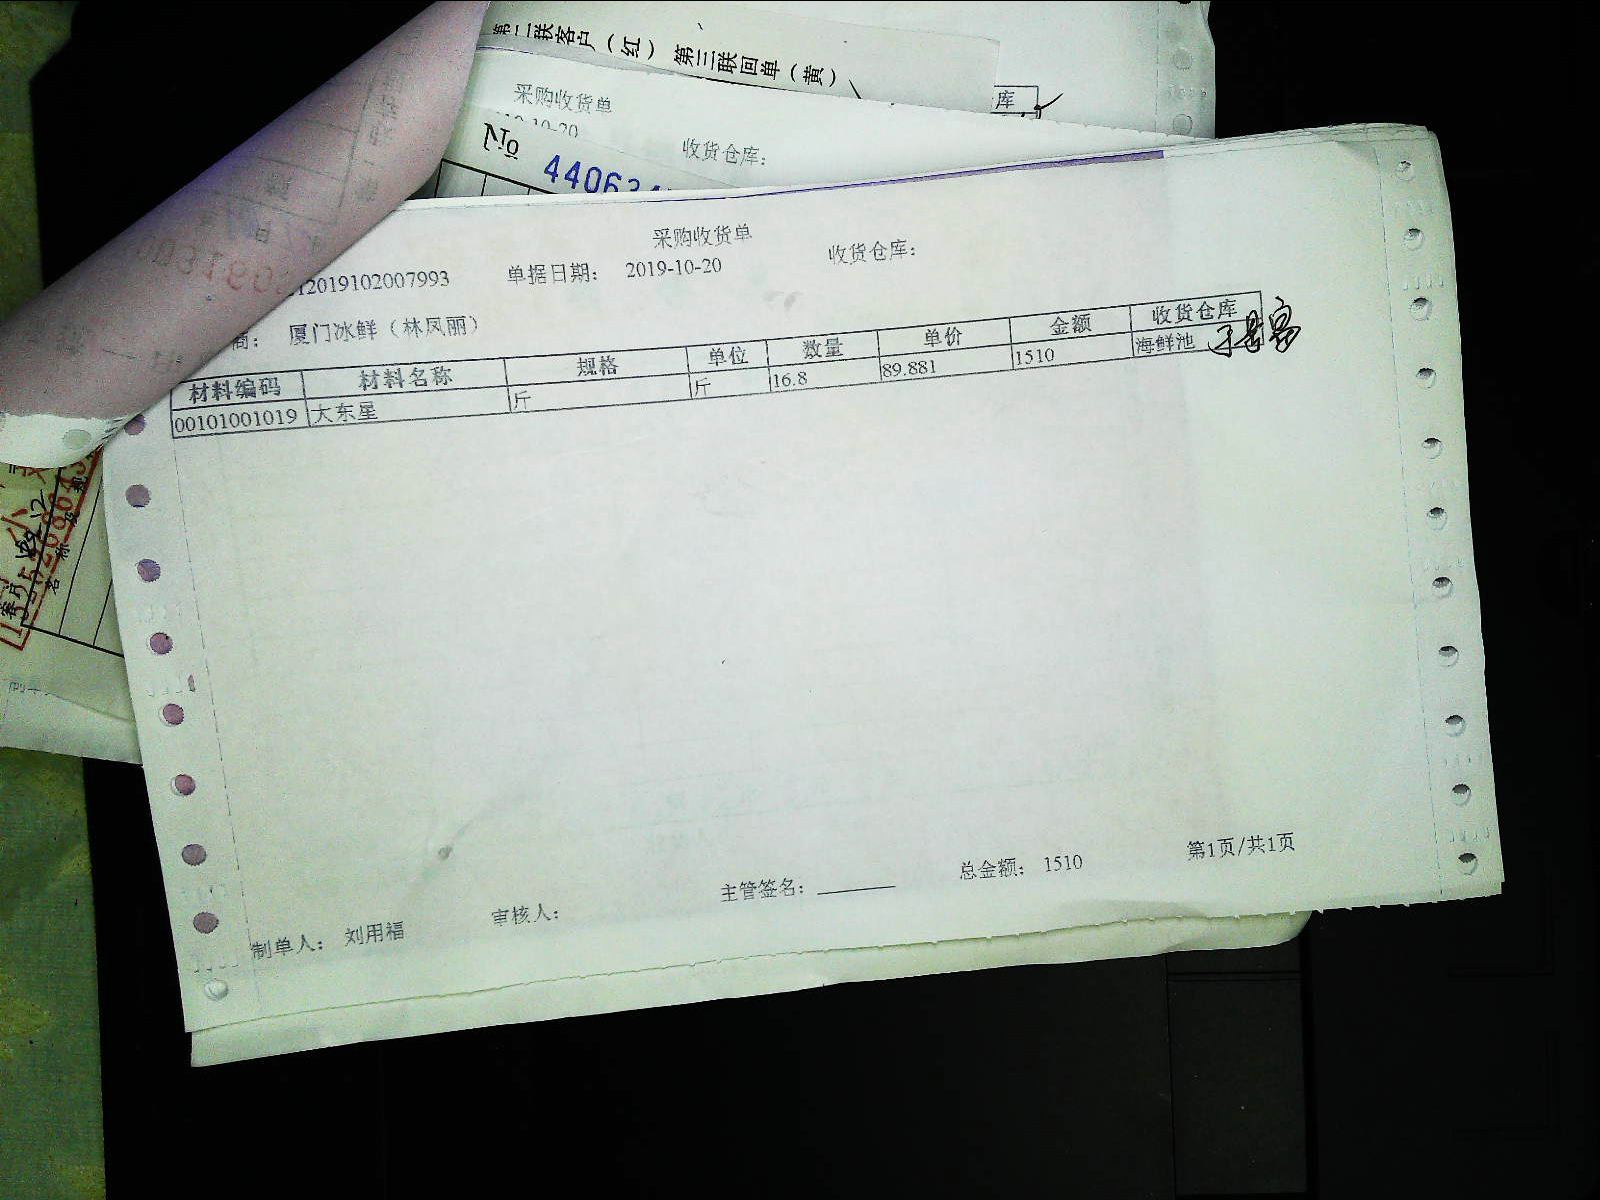 第二联客户（红） 第三联回单（黄）
库
采购收货单
10-20
收货仓库：
No
44063
采购收货单
2019102007993 单据日期： 2019-10-20 收货仓库：
商： 厦门冰鲜（林凤丽）
材料编码 材料名称 规格 单位 数量 单价 金额 收货仓库
00101001019 大东星 斤 斤 16.8 89.881 1510 海鲜池
制单人： 刘用福 审核人： 主管签名： 总金额： 1510 第1页/共1页